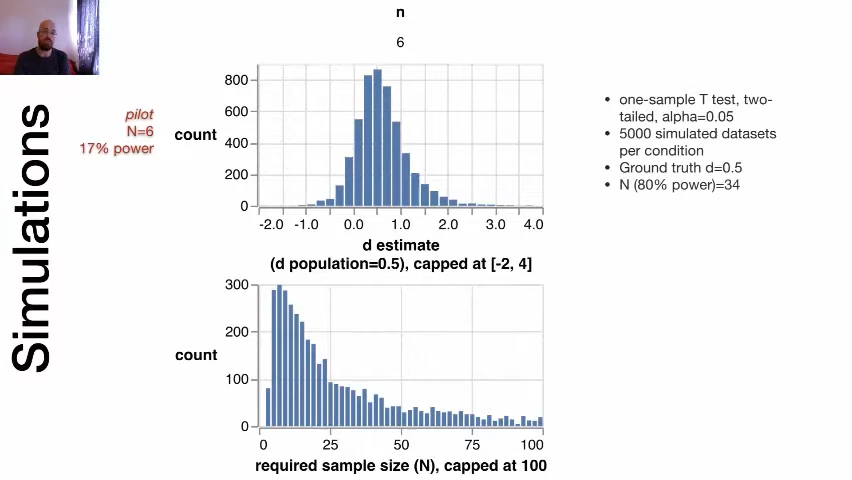 Simulations
pilot
N=6
17% power
n
6
count
800
600
400
200
0
-2.0 -1.0 0.0 1.0 2.0 3.0 4.0
d estimate
(d population=0.5), capped at [-2, 4]
count
300
200
100
0
0 25 50 75 100
required sample size (N), capped at 100
• one-sample T test, two-
tailed, alpha=0.05
• 5000 simulated datasets
per condition
• Ground truth d=0.5
• N (80% power)=34